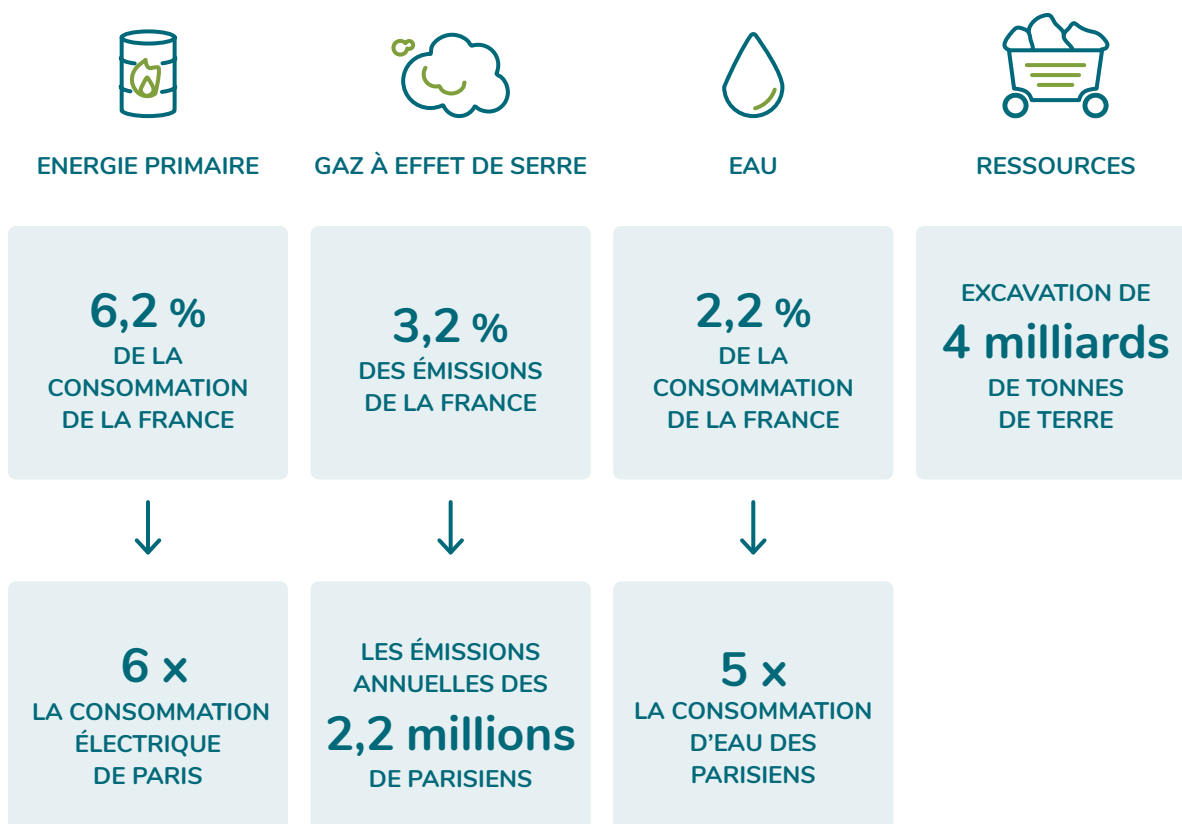 ENERGIE PRIMAIRE
GAZ À EFFET DE SERRE
EAU
RESSOURCES
6,2 %
DE LA
CONSOMMATION
DE LA FRANCE
3,2 %
DES ÉMISSIONS
DE LA FRANCE
2,2 %
DE LA
CONSOMMATION
DE LA FRANCE
EXCAVATION DE
4 milliards
DE TONNES
DE TERRE
6 x
LA CONSOMMATION
ÉLECTRIQUE
DE PARIS
LES ÉMISSIONS
ANNUELLES DES
2,2 millions
DE PARISIENS
5 x
LA CONSOMMATION
D’EAU DES
PARISIENS